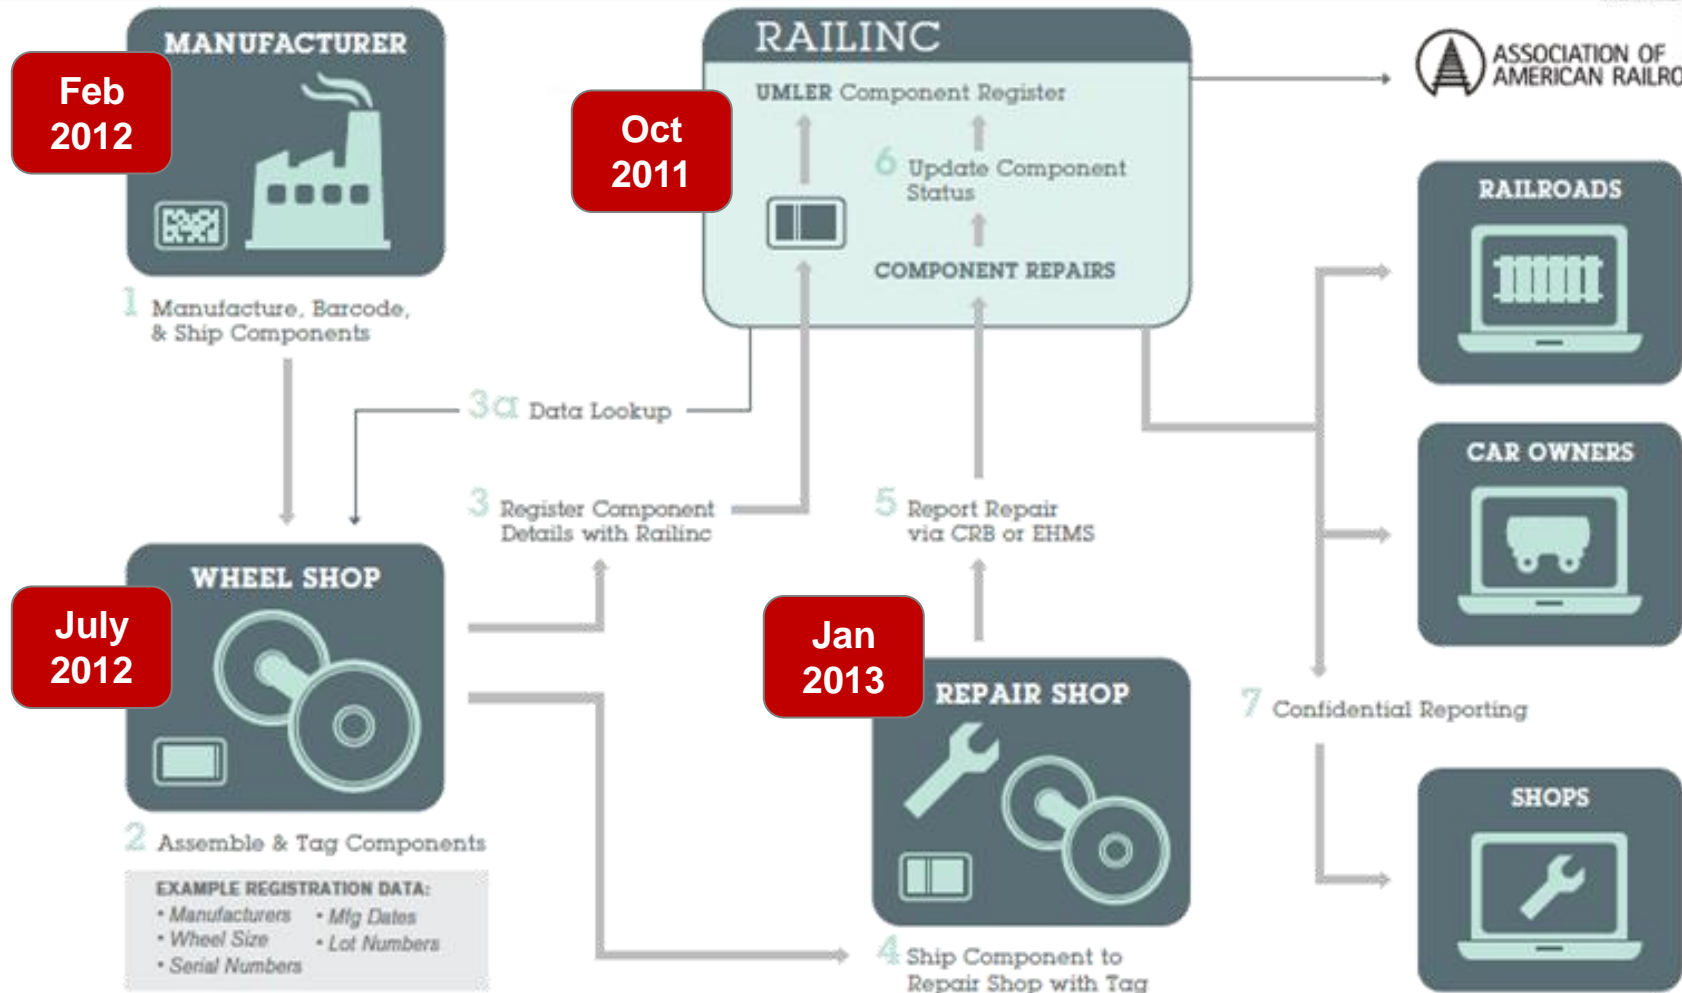 MANUFACTURER
Feb
2012
1 Manufacture, Barcode,
& Ship Components
RAILINC
UMLER Component Register
Oct
2011
6 Update Component
Status
COMPONENT REPAIRS
ASSOCIATION OF
AMERICAN RAILRO
RAILROADS
CAR OWNERS
3a Data Lookup
3 Register Component
Details with Railinc
5 Report Repair
via CRB or EHMS
WHEEL SHOP
July
2012
2 Assemble & Tag Components
EXAMPLE REGISTRATION DATA:
• Manufacturers • Mfg Dates
• Wheel Size • Lot Numbers
• Serial Numbers
Jan
2013
REPAIR SHOP
4 Ship Component to
Repair Shop with Tag
7 Confidential Reporting
SHOPS